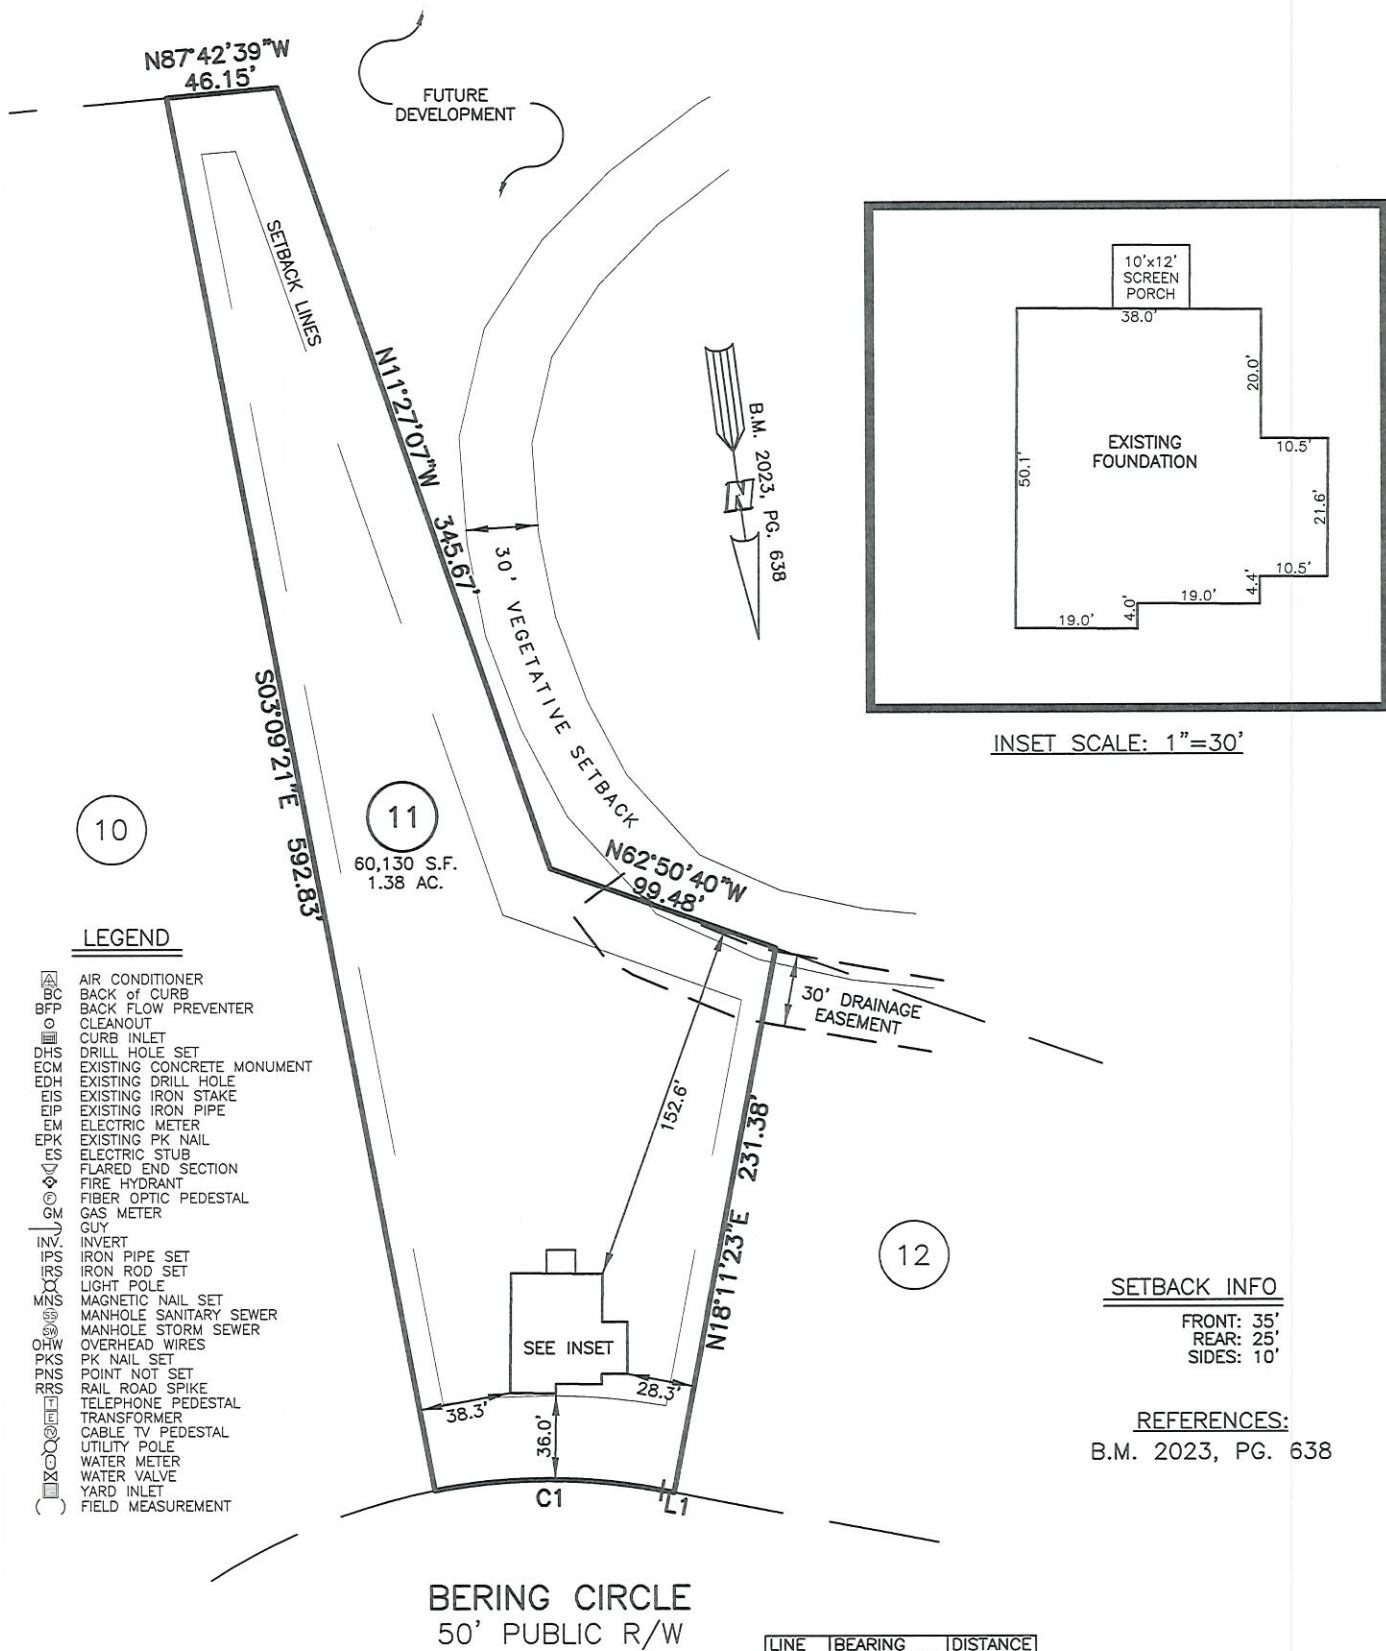 N87°42'39"W
46.15'
FUTURE
DEVELOPMENT
SETBACK LINES
N11°27'07"W 345.67'
B.M. 2023, PG. 638
N
30' VEGETATIVE SETBACK
10'x12'
SCREEN
PORCH
38.0'
20.0'
50.1'
EXISTING
FOUNDATION
10.5'
21.6'
10.5'
4.4'
19.0'
4.0'
19.0'
INSET SCALE: 1"=30'
S03°09'21"E 592.83'
10
11
60,130 S.F.
1.38 AC.
N62°50'40"W
99.48'
30' DRAINAGE
EASEMENT
152.6'
N18°11'23"E 231.38'
12
LEGEND
A AIR CONDITIONER
BC BACK of CURB
BFP BACK FLOW PREVENTER
CLEANOUT
CURB INLET
DHS DRILL HOLE SET
ECM EXISTING CONCRETE MONUMENT
EDH EXISTING DRILL HOLE
EIS EXISTING IRON STAKE
EIP EXISTING IRON PIPE
EM ELECTRIC METER
EPK EXISTING PK NAIL
ES ELECTRIC STUB
FLARED END SECTION
FIRE HYDRANT
F FIBER OPTIC PEDESTAL
GM GAS METER
GUY
INV. INVERT
IPS IRON PIPE SET
IRS IRON ROD SET
LIGHT POLE
MNS MAGNETIC NAIL SET
SS MANHOLE SANITARY SEWER
SW MANHOLE STORM SEWER
OHW OVERHEAD WIRES
PKS PK NAIL SET
PNS POINT NOT SET
RRS RAIL ROAD SPIKE
T TELEPHONE PEDESTAL
E TRANSFORMER
TV CABLE TV PEDESTAL
UTILITY POLE
WATER METER
WATER VALVE
YARD INLET
( ) FIELD MEASUREMENT
SEE INSET
38.3'
28.3'
36.0'
C1
L1
SETBACK INFO
FRONT: 35'
REAR: 25'
SIDES: 10'
REFERENCES:
B.M. 2023, PG. 638
BERING CIRCLE
50' PUBLIC R/W
LINE BEARING DISTANCE